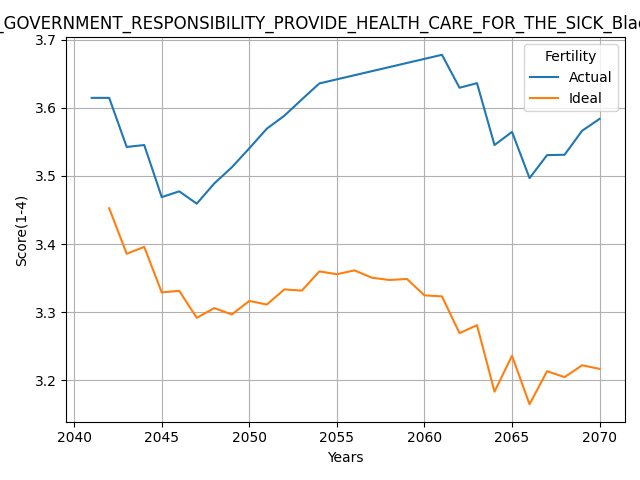 _GOVERNMENT_RESPONSIBILITY_PROVIDE_HEALTH_CARE_FOR_THE_SICK_Bla
3.7
3.6
3.5
3.4
3.3
3.2
Score(1-4)
Fertility
Actual
Ideal
2040
2045
2050
2055
2060
2065
2070
Years